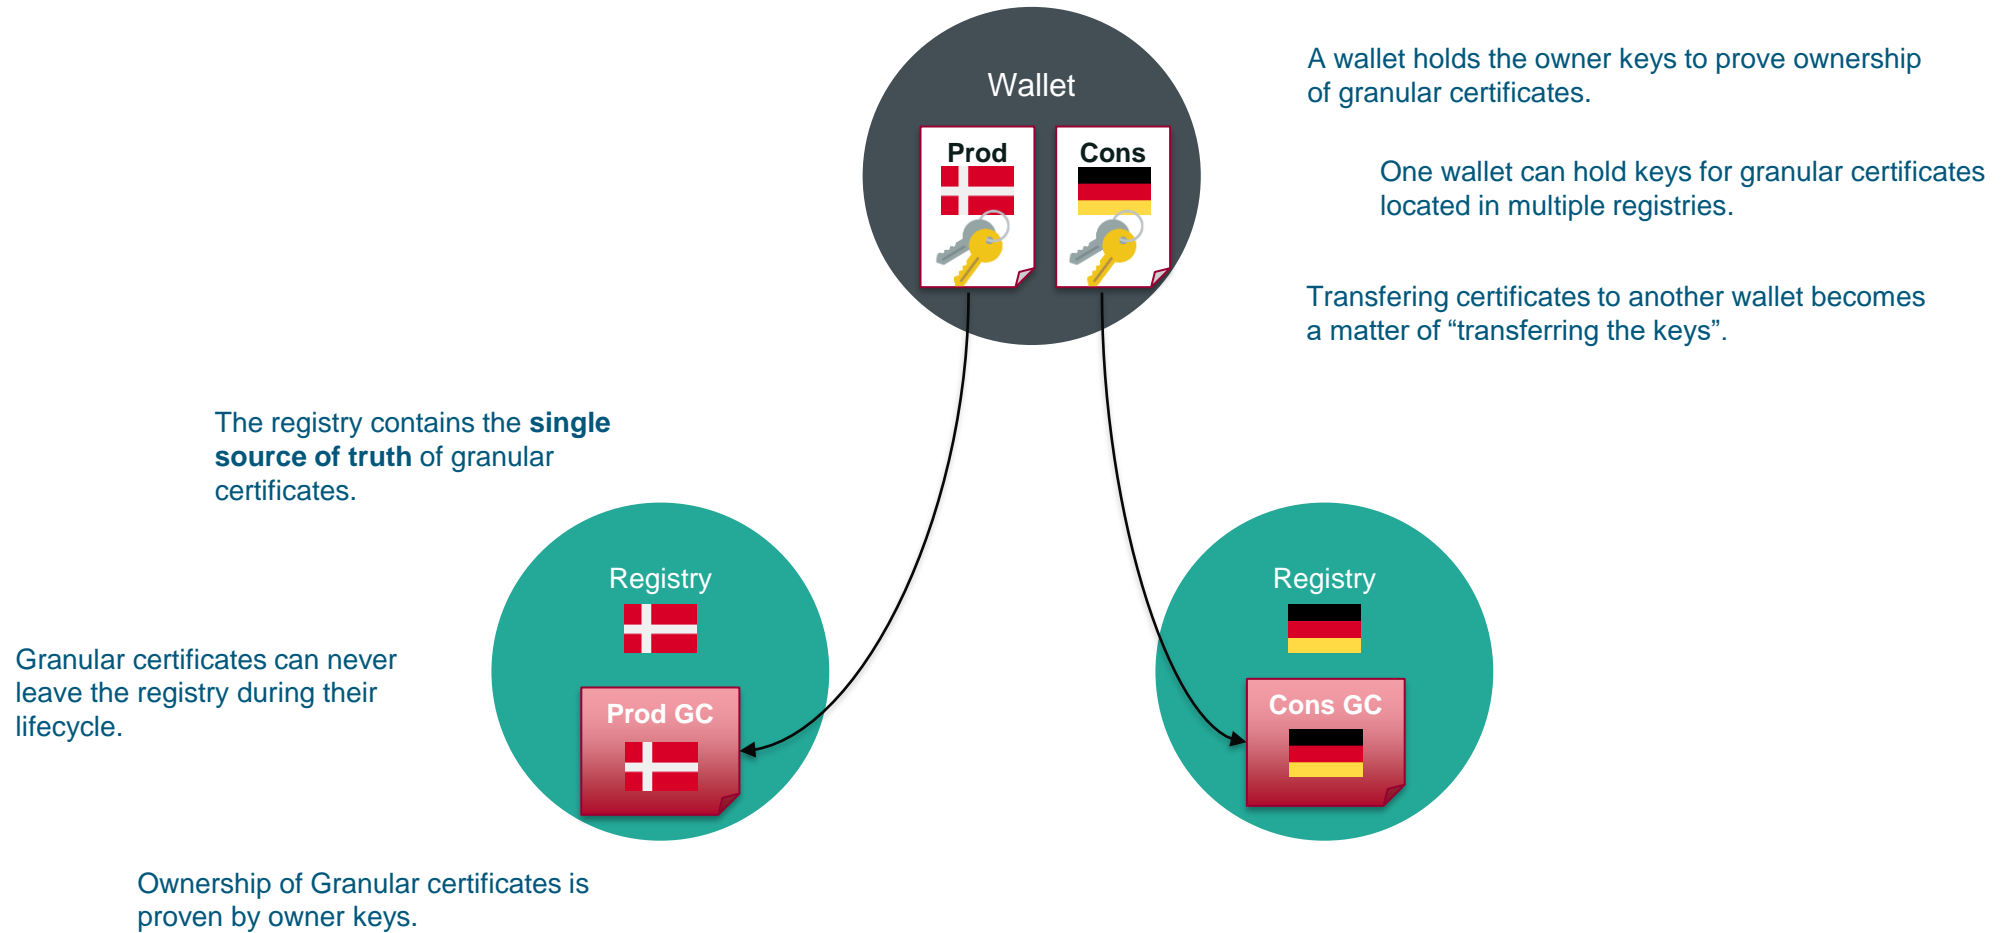 Wallet
Prod
Cons
A wallet holds the owner keys to prove ownership
of granular certificates.
One wallet can hold keys for granular certificates
located in multiple registries.
Transfering certificates to another wallet becomes
a matter of “transferring the keys”.
The registry contains the single
source of truth of granular
certificates.
Registry
Prod GC
Registry
Cons GC
Granular certificates can never
leave the registry during their
lifecycle.
Ownership of Granular certificates is
proven by owner keys.